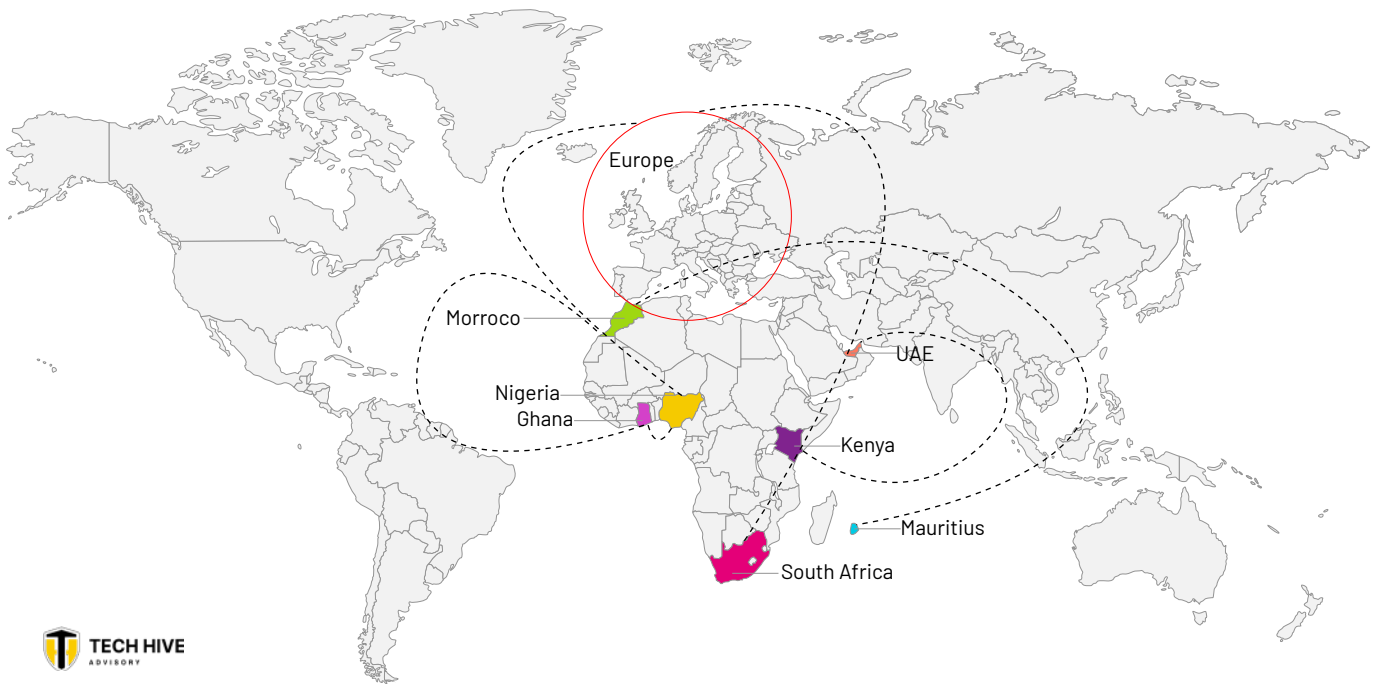 Europe
Morroco
UAE
Nigeria
Ghana
Kenya
Mauritius
South Africa
TECH HIVE
ADVISORY